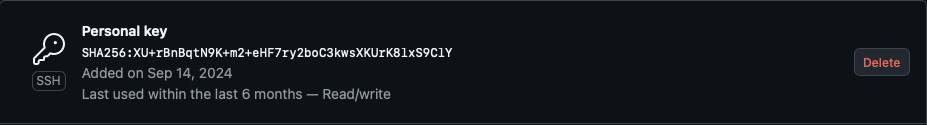 Personal key
SHA256:XU+rBnBqtN9K+m2+eHF7ry2boC3kwsXKUrK8lxS9ClY
Added on Sep 14, 2024
SSH
Last used within the last 6 months — Read/write
Delete